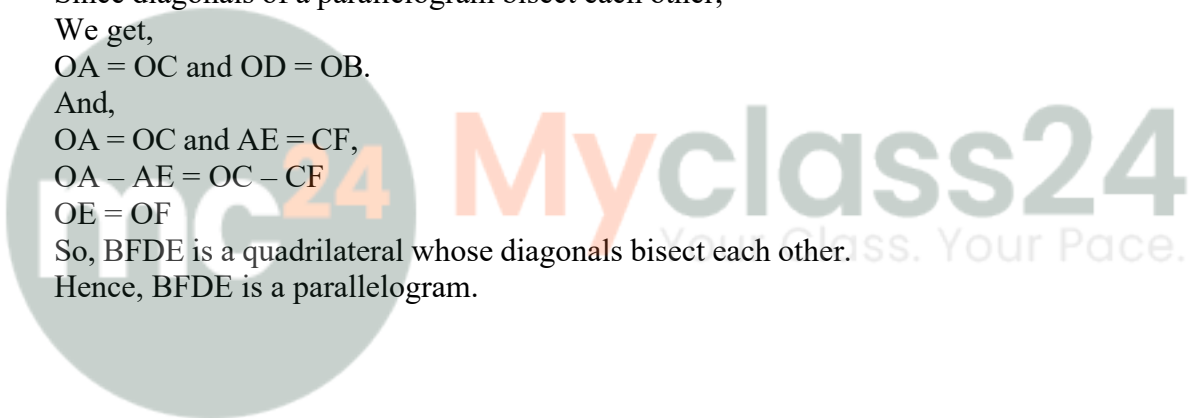 Since diagonals of a parallelogram bisect each other,
We get,
OA = OC and OD = OB.
And,
OA = OC and AE = CF,
OA – AE = OC – CF
OE = OF
So, BFDE is a quadrilateral whose diagonals bisect each other.
Hence, BFDE is a parallelogram.
mc24
Myclass24
Your Class. Your Pace.